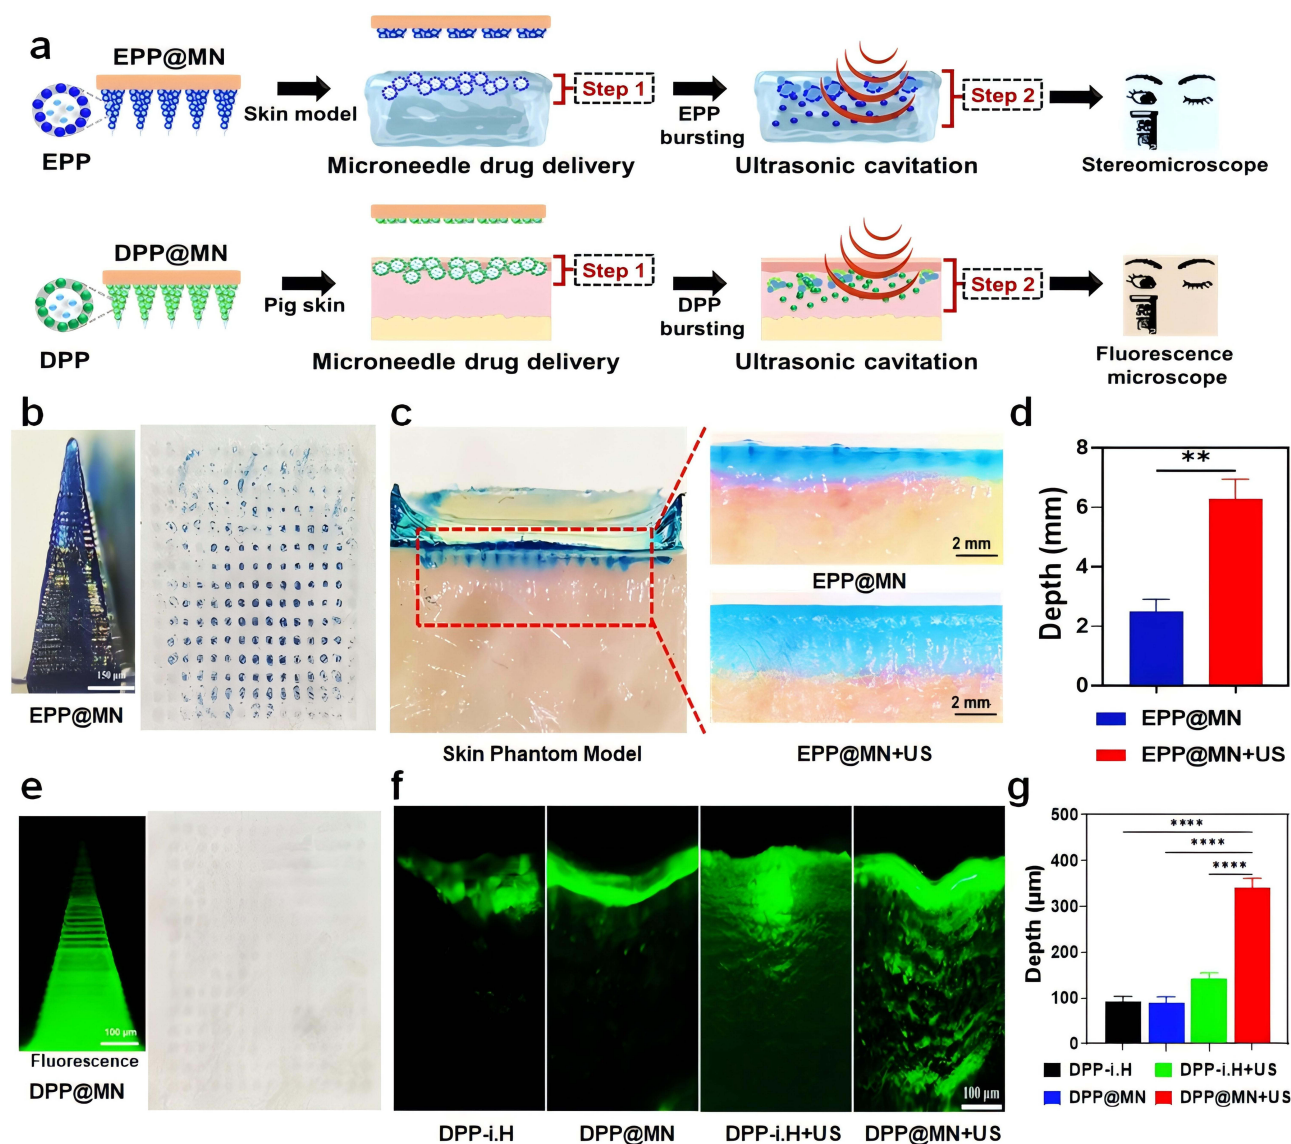 a
EPP@MN
EPP
Skin model
Step 1
Microneedle drug delivery
EPP
bursting
Step 2
Ultrasonic cavitation
Stereomicroscope
DPP@MN
DPP
Pig skin
Step 1
Microneedle drug delivery
DPP
bursting
Step 2
Ultrasonic cavitation
Fluorescence
microscope
b
150 µm
EPP@MN
c
Skin Phantom Model
2 mm
EPP@MN
2 mm
EPP@MN+US
d
**
Depth (mm)
8
6
4
2
0
EPP@MN
EPP@MN+US
e
100 µm
Fluorescence
DPP@MN
f
100 µm
DPP-i.H
DPP@MN
DPP-i.H+US
DPP@MN+US
g
****
****
****
Depth (µm)
500
400
300
200
100
0
DPP-i.H
DPP-i.H+US
DPP@MN
DPP@MN+US